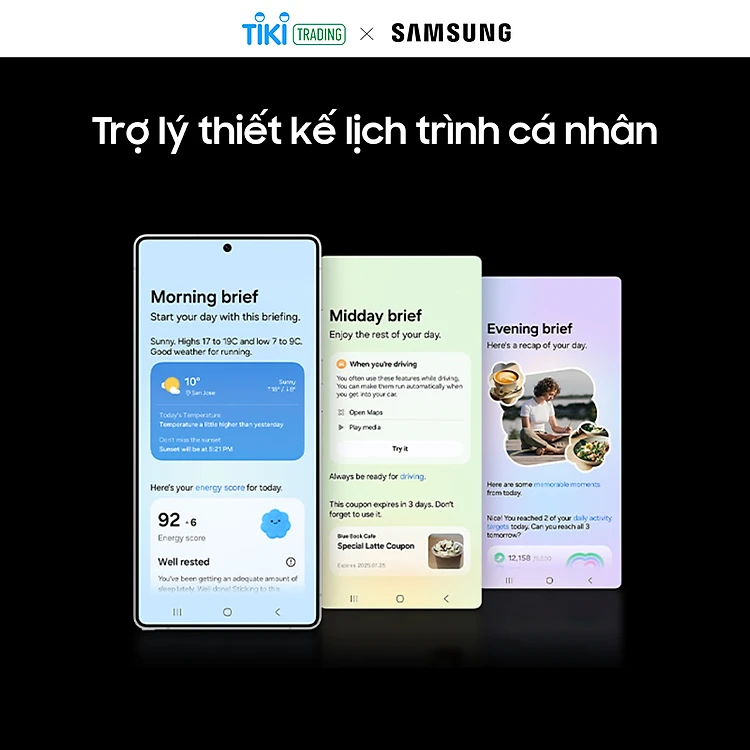 TiKi TRADING × SAMSUNG
Trợ lý thiết kế lịch trình cá nhân
Morning brief
Start your day with this briefing.
Sunny. Highs 17 to 19C and low 7 to 9C.
Good weather for running.
10°
San Jose
Sunny
Today's Temperature
Temperature a little higher than yesterday
Don't miss the sunset
Sunset will be at 5:21 PM
Here's your energy score for today.
92 +6
Energy score
Well rested
You've been getting an adequate amount of
sleep lately. Well done! Sticking to this
Midday brief
Enjoy the rest of your day.
When you're driving
You often use these features while driving.
You can make them run automatically when
you get into your car.
Open Maps
Play media
Try it
Always be ready for driving.
This coupon expires in 3 days. Don't
forget to use it.
Special Latte Coupon
Expires 2025.07.25
Evening brief
Here's a recap of your day.
Here are some memorable moments
from today.
Nice! You reached 2 of your daily activity
targets today. Can you reach all 3
tomorrow?
12,158